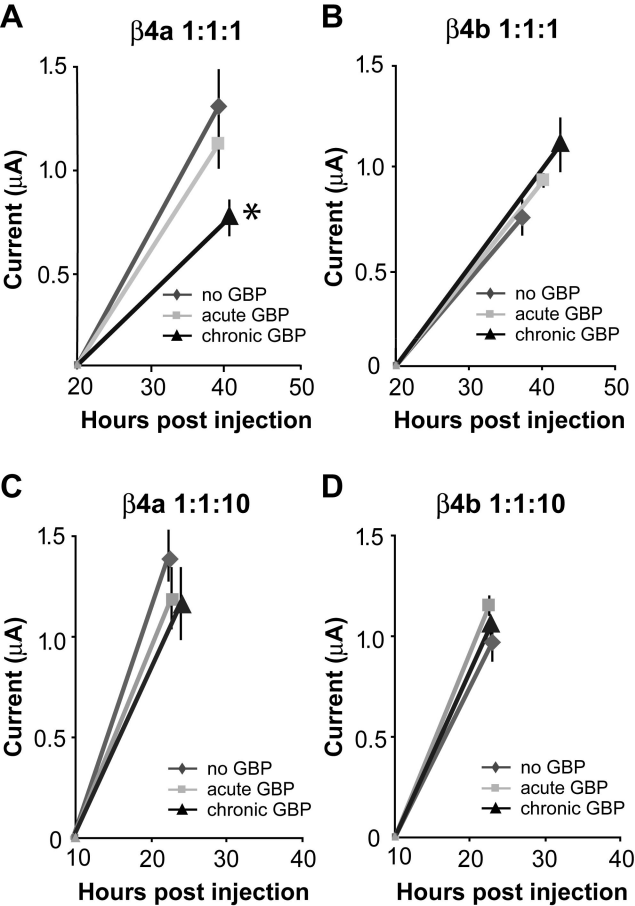 A
β4a 1:1:1
1.5
1.0
0.5
Current (μA)
*
no GBP
acute GBP
chronic GBP
20 30 40 50
Hours post injection
B
β4b 1:1:1
1.5
1.0
0.5
0
Current (μA)
no GBP
acute GBP
chronic GBP
20 30 40 50
Hours post injection
C
β4a 1:1:10
1.5
1.0
0.5
0
Current (μA)
no GBP
acute GBP
chronic GBP
10 20 30 40
Hours post injection
D
β4b 1:1:10
1.5
1.0
0.5
0
Current (μA)
no GBP
acute GBP
chronic GBP
10 20 30 40
Hours post injection